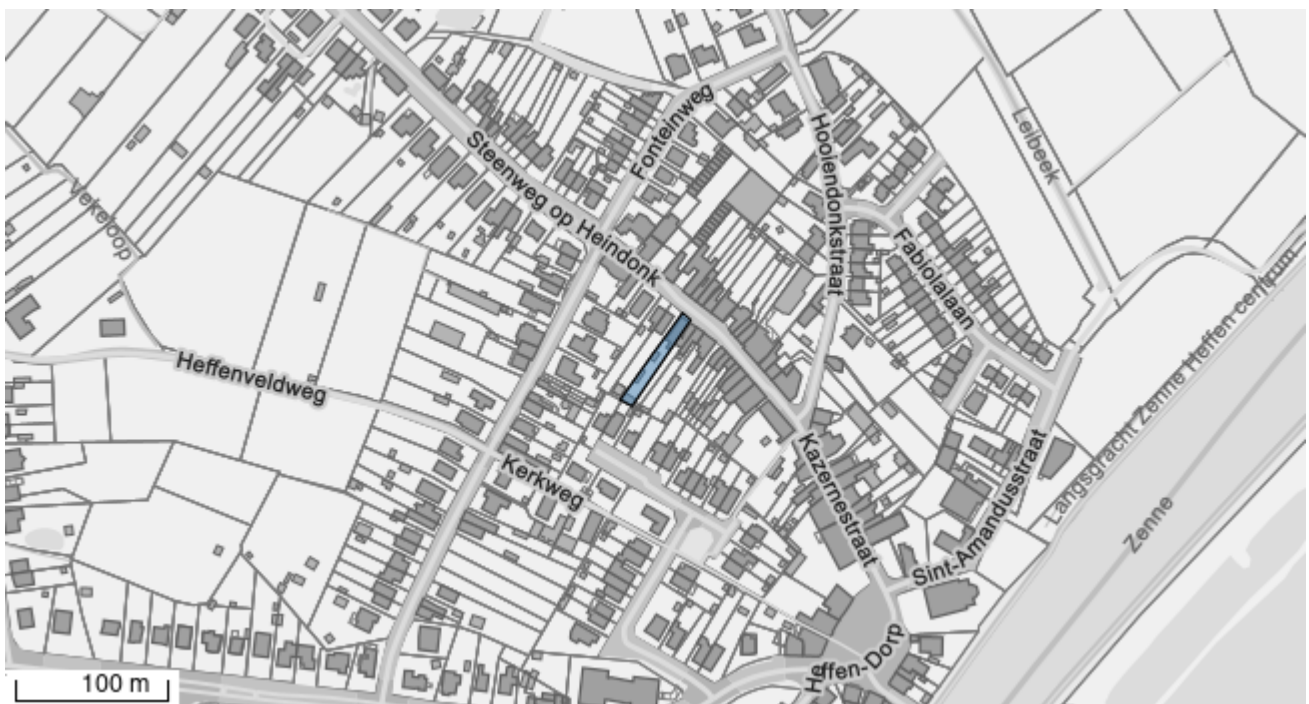 Fonteinweg
Steenweg op Heindonk
Hooiendonkstraat
Leibeek
Vekeloop
Fabiolalaan
Heffenveldweg
Langsgracht Zenne Heffen centrum
Kerkweg
Kazernestraat
Sint-Amandusstraat
Zenne
Heffen-Dorp
100 m